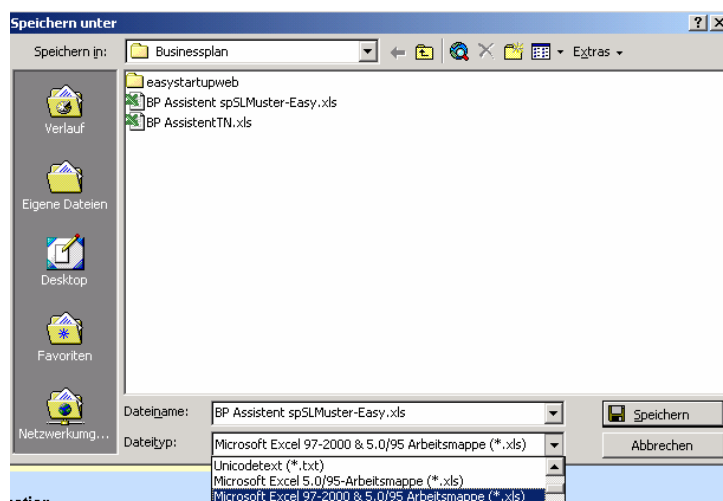 Speichern unter
Speichern in:
Businessplan
Extras
easystartupweb
BP Assistent spSLMuster-Easy.xls
BP AssistentTN.xls
Verlauf
Eigene Dateien
Desktop
Favoriten
Netzwerkumg...
Dateiname:
BP Assistent spSLMuster-Easy.xls
Speichern
Dateityp:
Microsoft Excel 97-2000 & 5.0/95 Arbeitsmappe (*.xls)
Abbrechen
Unicodetext (*.txt)
Microsoft Excel 5.0/95-Arbeitsmappe (*.xls)
Microsoft Excel 97-2000 & 5.0/95 Arbeitsmappe (*.xls)